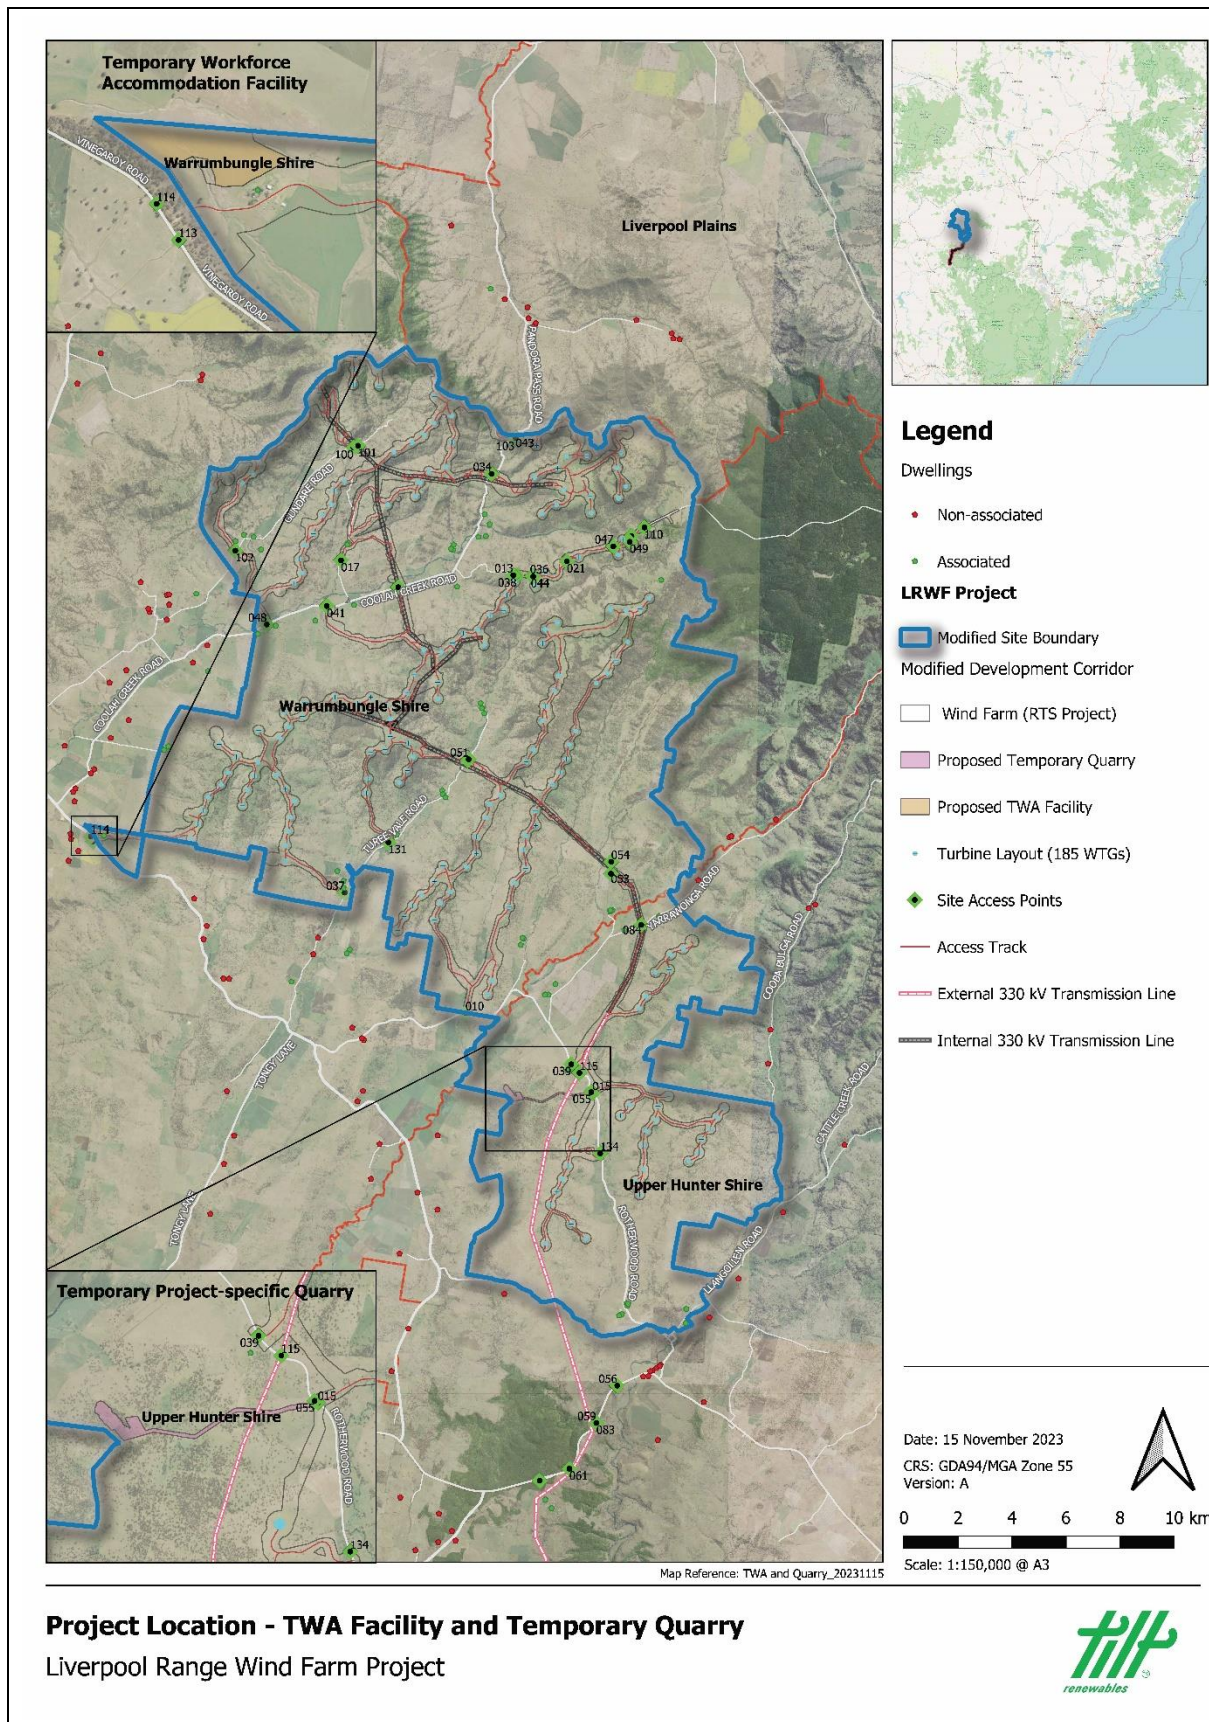 Temporary Workforce
Accommodation Facility
VINEGAROY ROAD
Warrumbungle Shire
114
113
VINEGAROY ROAD
Liverpool Plains
PANDORA PASS ROAD
103
043
100
101
034
GUNDARE ROAD
102
017
047
110
049
013
038
036
044
021
COOLAH CREEK ROAD
041
048
COOLAH CREEK ROAD
Warrumbungle Shire
051
TUREE VALE ROAD
114
131
037
054
053
084
YARRAWONGA ROAD
COOBA BULGA ROAD
010
TONGY LANE
039
115
015
055
CATTLE CREEK ROAD
134
Upper Hunter Shire
TONGY LANE
ROTHERWOOD ROAD
LLANGOLLEN ROAD
056
059
083
061
Temporary Project-specific Quarry
039
115
015
055
Upper Hunter Shire
ROTHERWOOD ROAD
134
Map Reference: TWA and Quarry_20231115
Legend
Dwellings
Non-associated
Associated
LRWF Project
Modified Site Boundary
Modified Development Corridor
Wind Farm (RTS Project)
Proposed Temporary Quarry
Proposed TWA Facility
Turbine Layout (185 WTGs)
Site Access Points
Access Track
External 330 kV Transmission Line
Internal 330 kV Transmission Line
Date: 15 November 2023
CRS: GDA94/MGA Zone 55
Version: A
0 2 4 6 8 10 km
Scale: 1:150,000 @ A3
Project Location - TWA Facility and Temporary Quarry
Liverpool Range Wind Farm Project
tilt
renewables